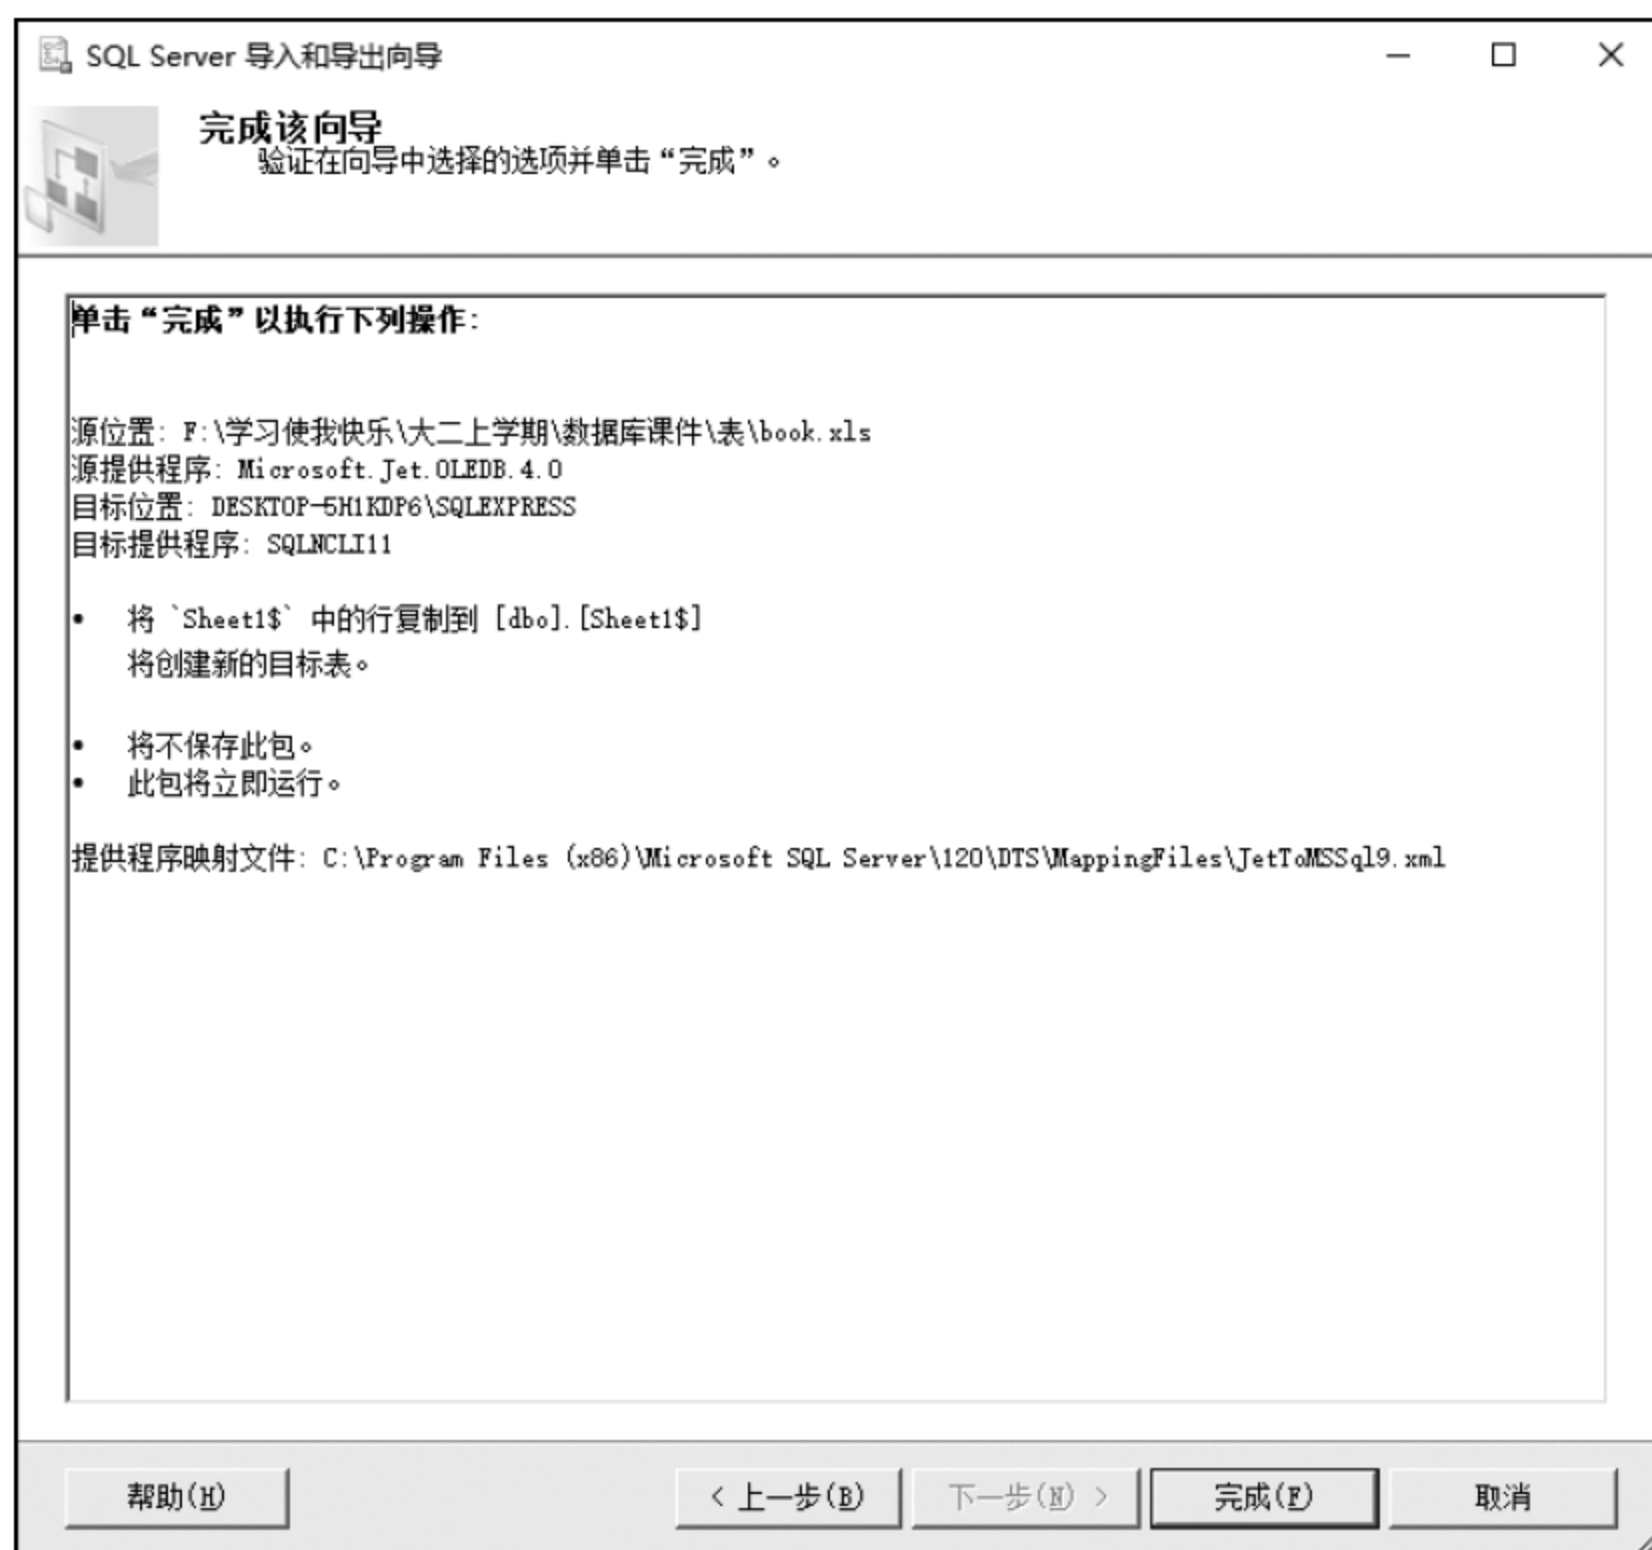 SQL Server 导入和导出向导
完成该向导
验证在向导中选择的选项并单击“完成”。
单击“完成”以执行下列操作:
源位置: F:\学习使我快乐\大二上学期\数据库课件\表\book.xls
源提供程序: Microsoft.Jet.OLEDB.4.0
目标位置: DESKTOP-5H1KDP6\SQLEXPRESS
目标提供程序: SQLNCLI11
• 将 `Sheet1$` 中的行复制到 [dbo].[Sheet1$]
将创建新的目标表。
• 将不保存此包。
• 此包将立即运行。
提供程序映射文件: C:\Program Files (x86)\Microsoft SQL Server\120\DTS\MappingFiles\JetToMSSql9.xml
帮助(H) < 上一步(B) 下一步(N) > 完成(F) 取消